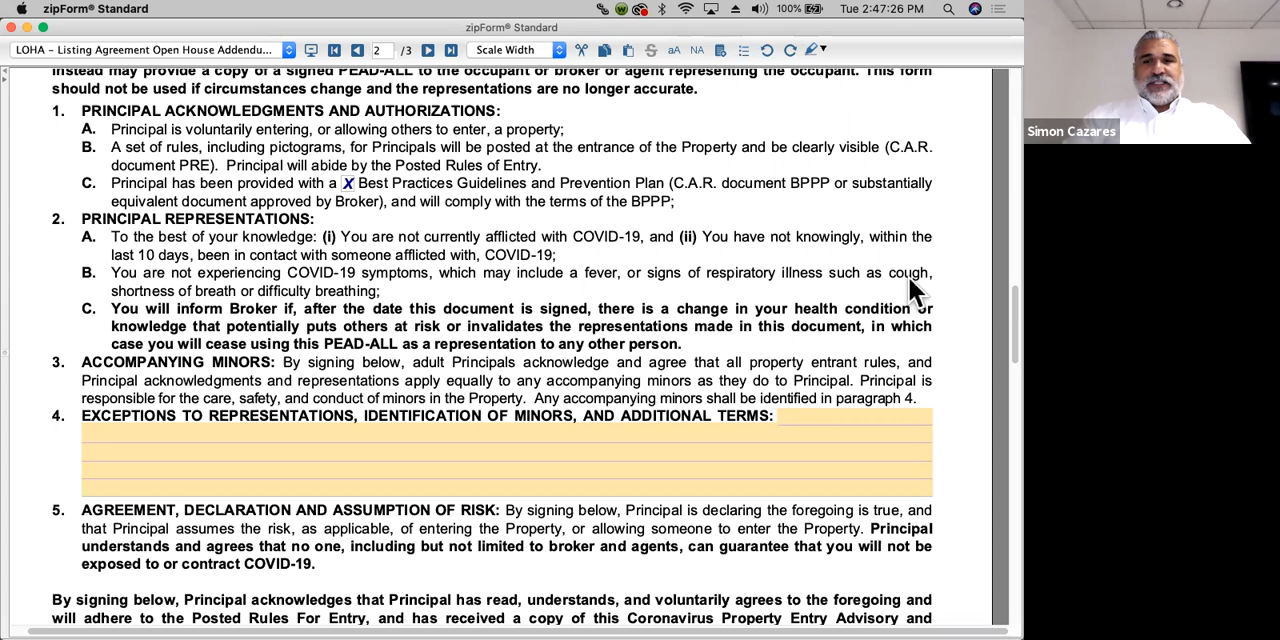 zipForm® Standard
100%
Tue 2:47:26 PM
zipForm® Standard
LOHA - Listing Agreement Open House Addendu...
2
/3
Scale Width
aA
NA
instead may provide a copy of a signed PEAD-ALL to the occupant or broker or agent representing the occupant. This form
should not be used if circumstances change and the representations are no longer accurate.
1. PRINCIPAL ACKNOWLEDGMENTS AND AUTHORIZATIONS:
A. Principal is voluntarily entering, or allowing others to enter, a property;
B. A set of rules, including pictograms, for Principals will be posted at the entrance of the Property and be clearly visible (C.A.R.
document PRE). Principal will abide by the Posted Rules of Entry.
C. Principal has been provided with a X Best Practices Guidelines and Prevention Plan (C.A.R. document BPPP or substantially
equivalent document approved by Broker), and will comply with the terms of the BPPP;
2. PRINCIPAL REPRESENTATIONS:
A. To the best of your knowledge: (i) You are not currently afflicted with COVID-19, and (ii) You have not knowingly, within the
last 10 days, been in contact with someone afflicted with, COVID-19;
B. You are not experiencing COVID-19 symptoms, which may include a fever, or signs of respiratory illness such as cough,
shortness of breath or difficulty breathing;
C. You will inform Broker if, after the date this document is signed, there is a change in your health condition or
knowledge that potentially puts others at risk or invalidates the representations made in this document, in which
case you will cease using this PEAD-ALL as a representation to any other person.
3. ACCOMPANYING MINORS: By signing below, adult Principals acknowledge and agree that all property entrant rules, and
Principal acknowledgments and representations apply equally to any accompanying minors as they do to Principal. Principal is
responsible for the care, safety, and conduct of minors in the Property. Any accompanying minors shall be identified in paragraph 4.
4. EXCEPTIONS TO REPRESENTATIONS, IDENTIFICATION OF MINORS, AND ADDITIONAL TERMS:
5. AGREEMENT, DECLARATION AND ASSUMPTION OF RISK: By signing below, Principal is declaring the foregoing is true, and
that Principal assumes the risk, as applicable, of entering the Property, or allowing someone to enter the Property. Principal
understands and agrees that no one, including but not limited to broker and agents, can guarantee that you will not be
exposed to or contract COVID-19.
By signing below, Principal acknowledges that Principal has read, understands, and voluntarily agrees to the foregoing and
will adhere to the Posted Rules For Entry, and has received a copy of this Coronavirus Property Entry Advisory and
Simon Cazares